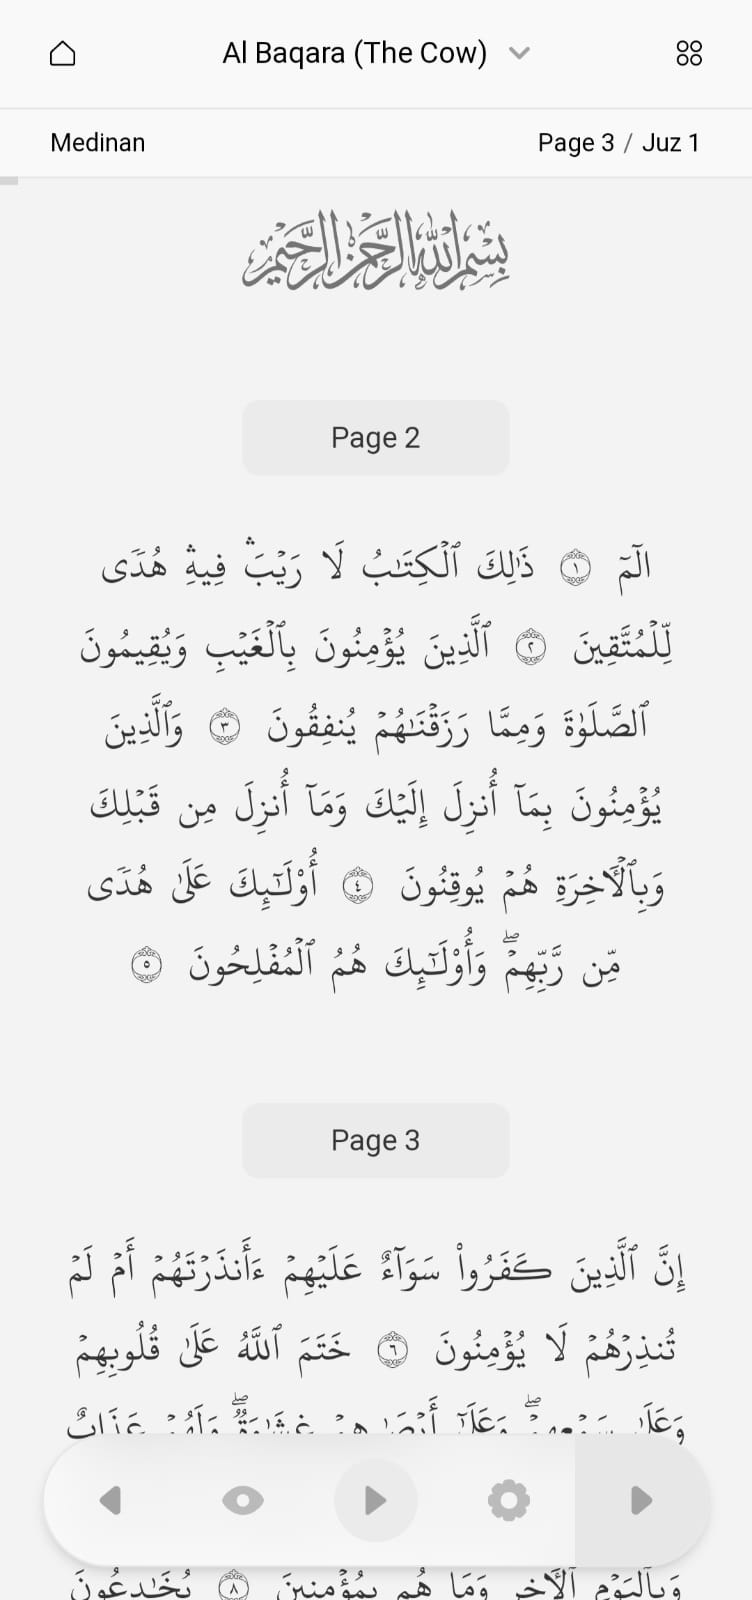 Al Baqara (The Cow)
Medinan
Page 3 / Juz 1
بِسْمِ ٱللَّهِ ٱلرَّحْمَٰنِ ٱلرَّحِيمِ
Page 2
الٓمٓ ١ ذَٰلِكَ ٱلْكِتَٰبُ لَا رَيْبَ ۛ فِيهِ ۛ هُدًى
لِّلْمُتَّقِينَ ٢ ٱلَّذِينَ يُؤْمِنُونَ بِٱلْغَيْبِ وَيُقِيمُونَ
ٱلصَّلَوٰةَ وَمِمَّا رَزَقْنَٰهُمْ يُنفِقُونَ ٣ وَٱلَّذِينَ
يُؤْمِنُونَ بِمَآ أُنزِلَ إِلَيْكَ وَمَآ أُنزِلَ مِن قَبْلِكَ
وَبِٱلْأَخِرَةِ هُمْ يُوقِنُونَ ٤ أُو۟لَٰٓئِكَ عَلَىٰ هُدًى
مِّن رَّبِّهِمْ ۖ وَأُو۟لَٰٓئِكَ هُمُ ٱلْمُفْلِحُونَ ٥
Page 3
إِنَّ ٱلَّذِينَ كَفَرُوا۟ سَوَآءٌ عَلَيْهِمْ ءَأَنذَرْتَهُمْ أَمْ لَمْ
تُنذِرْهُمْ لَا يُؤْمِنُونَ ٦ خَتَمَ ٱللَّهُ عَلَىٰ قُلُوبِهِمْ
وَعَلَىٰ سَمْعِهِمْ ۖ وَعَلَىٰٓ أَبْصَٰرِهِمْ غِشَٰوَةٌ ۖ وَلَهُمْ عَذَابٌ
وَبِٱلْيَوْمِ ٱلْأَخِرِ وَمَا هُم بِمُؤْمِنِينَ ٨ يُخَٰدِعُونَ